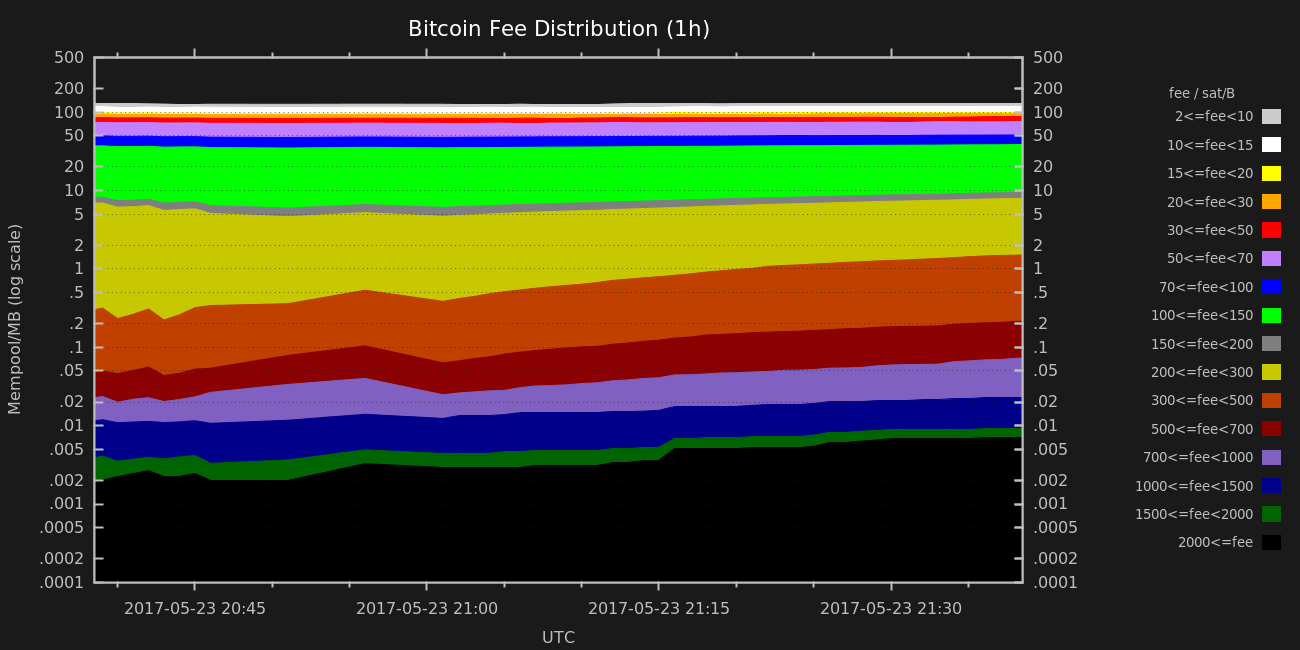 Bitcoin Fee Distribution (1h)
500
200
100
50
20
10
5
2
1
.5
.2
.1
.05
.02
.01
.005
.002
.001
.0005
.0002
.0001
Mempool/MB (log scale)
500
200
100
50
20
10
5
2
1
.5
.2
.1
.05
.02
.01
.005
.002
.001
.0005
.0002
.0001
2017-05-23 20:45
2017-05-23 21:00
2017-05-23 21:15
2017-05-23 21:30
UTC
fee / sat/B
2<=fee<10
10<=fee<15
15<=fee<20
20<=fee<30
30<=fee<50
50<=fee<70
70<=fee<100
100<=fee<150
150<=fee<200
200<=fee<300
300<=fee<500
500<=fee<700
700<=fee<1000
1000<=fee<1500
1500<=fee<2000
2000<=fee